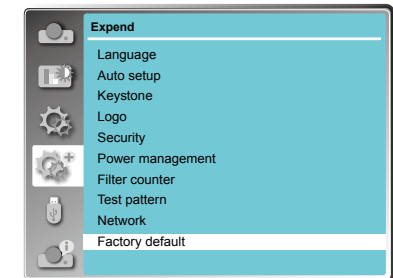 Expend
Language
Auto setup
Keystone
Logo
Security
Power management
Filter counter
Test pattern
Network
Factory default